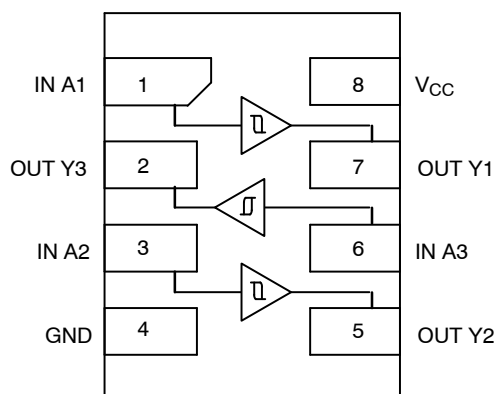 IN A1 1 8 VCC
OUT Y3 2 7 OUT Y1
IN A2 3 6 IN A3
GND 4 5 OUT Y2